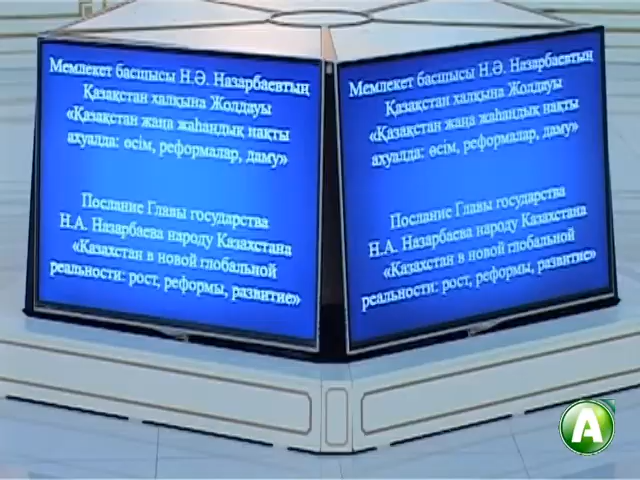 Мемлекет басшысы Н.Ә. Назарбаевтың
Қазақстан халқына Жолдауы
«Қазақстан жаңа жаһандық нақты
ахуалда: өсім, реформалар, даму»
Послание Главы государства
Н.А. Назарбаева народу Казахстана
«Казахстан в новой глобальной
реальности: рост, реформы, развитие»
Мемлекет басшысы Н.Ә. Назарбаевтың
Қазақстан халқына Жолдауы
«Қазақстан жаңа жаһандық нақты
ахуалда: өсім, реформалар, даму»
Послание Главы государства
Н.А. Назарбаева народу Казахстана
«Казахстан в новой глобальной
реальности: рост, реформы, развитие»
А